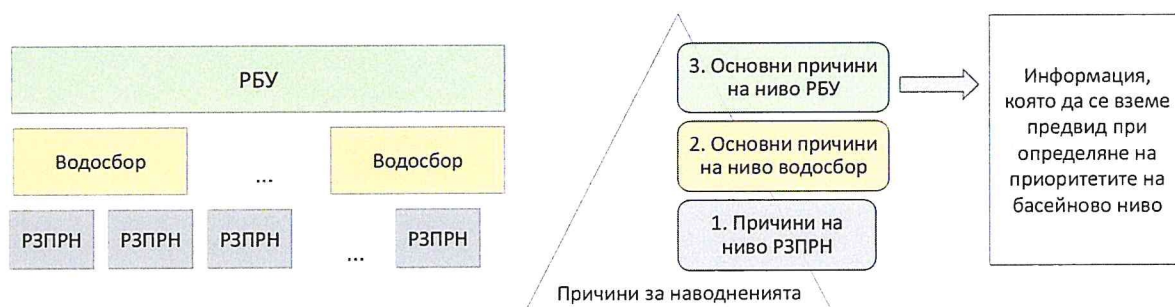 РБУ
Водосбор
...
Водосбор
РЗПРН
РЗПРН
РЗПРН
...
РЗПРН
3. Основни причини
на ниво РБУ
2. Основни причини
на ниво водосбор
1. Причини на
ниво РЗПРН
Причини за наводненията
Информация,
която да се вземе
предвид при
определяне на
приоритетите на
басейново ниво